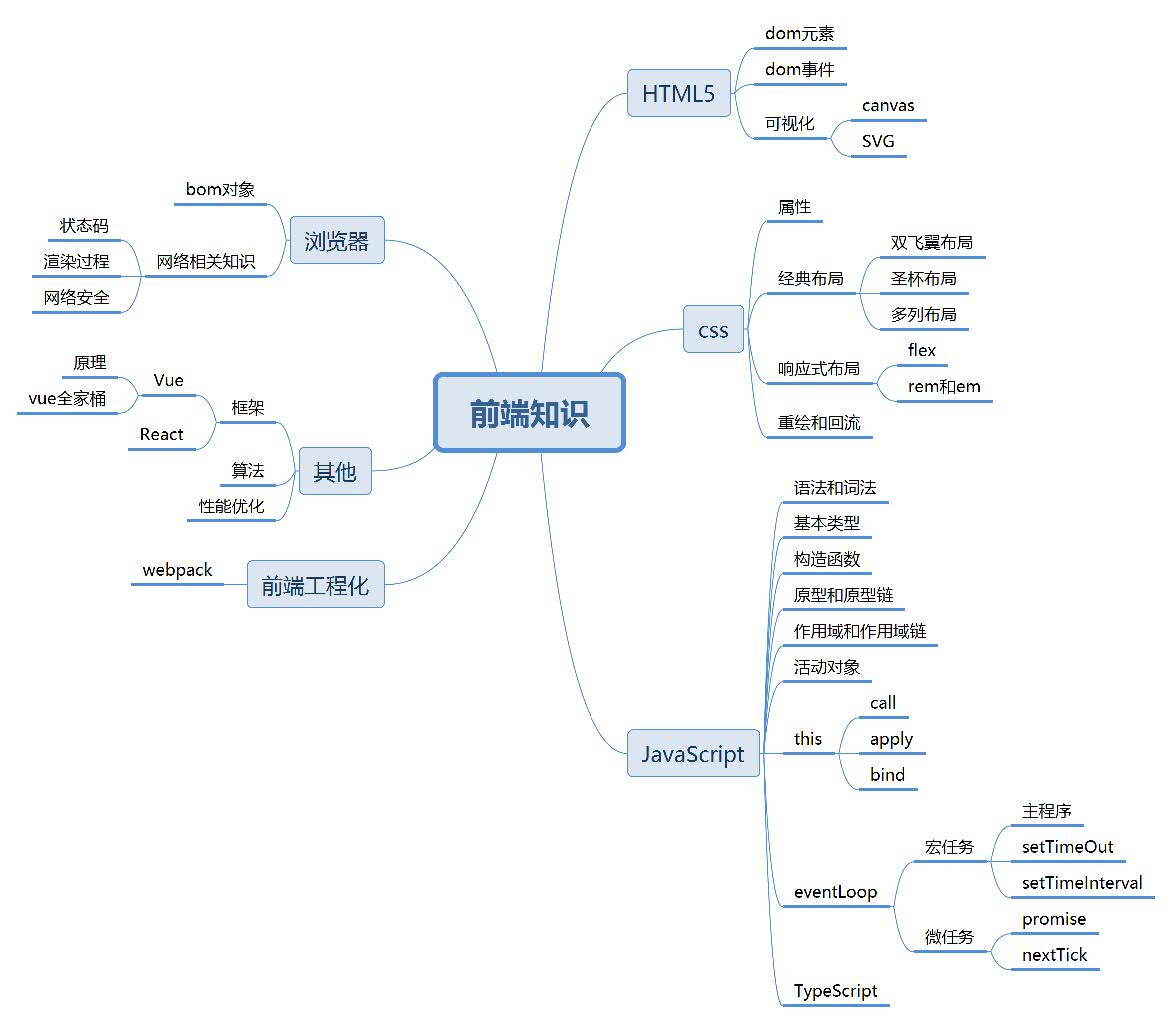 前端知识
HTML5
dom元素
dom事件
可视化
canvas
SVG
css
属性
经典布局
双飞翼布局
圣杯布局
多列布局
响应式布局
flex
rem和em
重绘和回流
JavaScript
语法和词法
基本类型
构造函数
原型和原型链
作用域和作用域链
活动对象
this
call
apply
bind
eventLoop
宏任务
主程序
setTimeOut
setTimeInterval
微任务
promise
nextTick
TypeScript
浏览器
bom对象
网络相关知识
状态码
渲染过程
网络安全
其他
框架
Vue
原理
vue全家桶
React
算法
性能优化
前端工程化
webpack